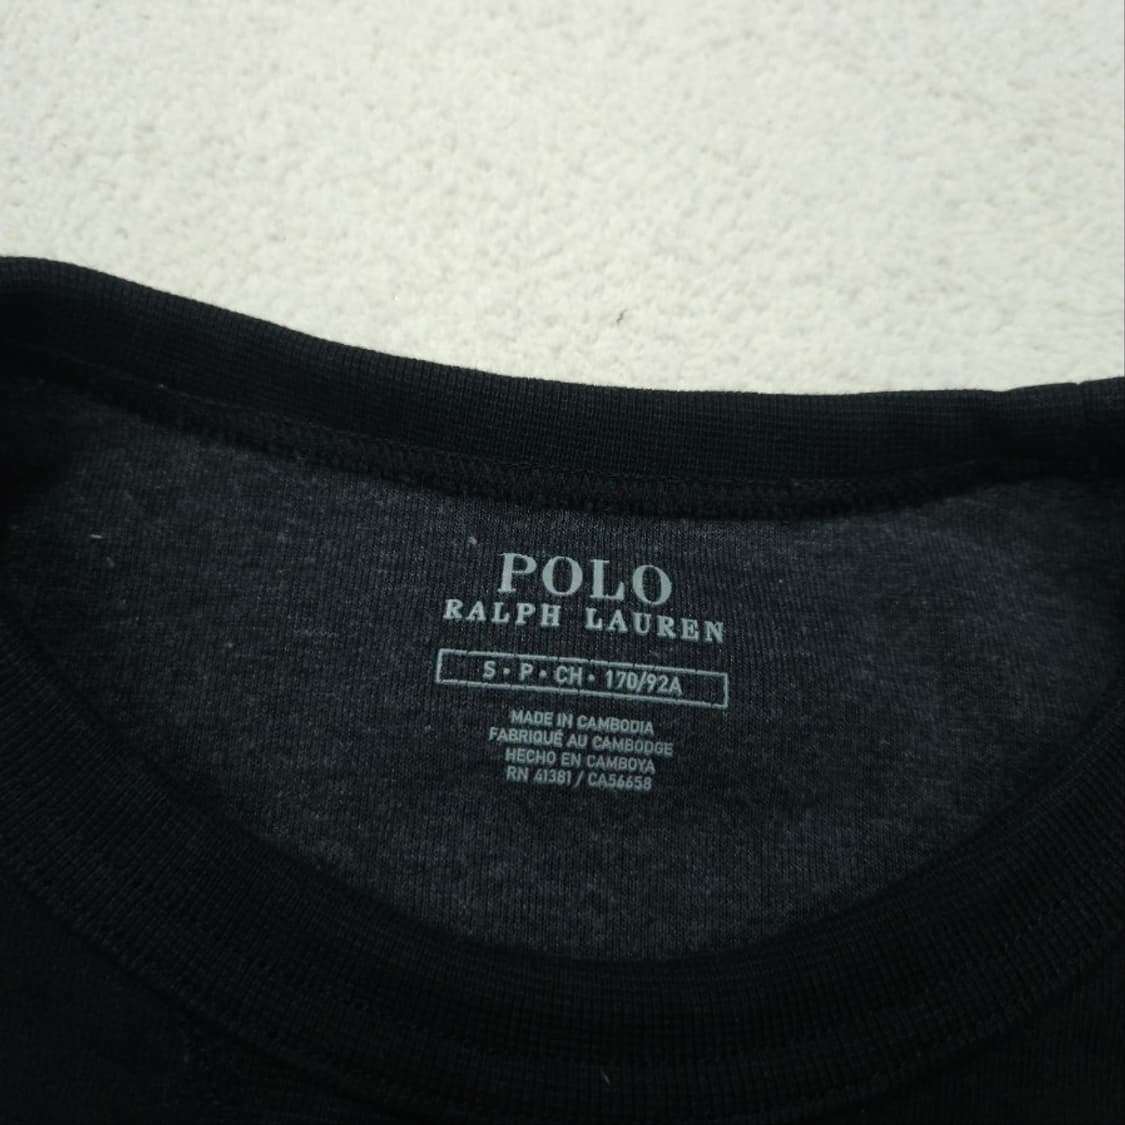 POLO
RALPH LAUREN
S • P • CH • 170/92A
MADE IN CAMBODIA
FABRIQUÉ AU CAMBODGE
HECHO EN CAMBOYA
RN 41381 / CA56658